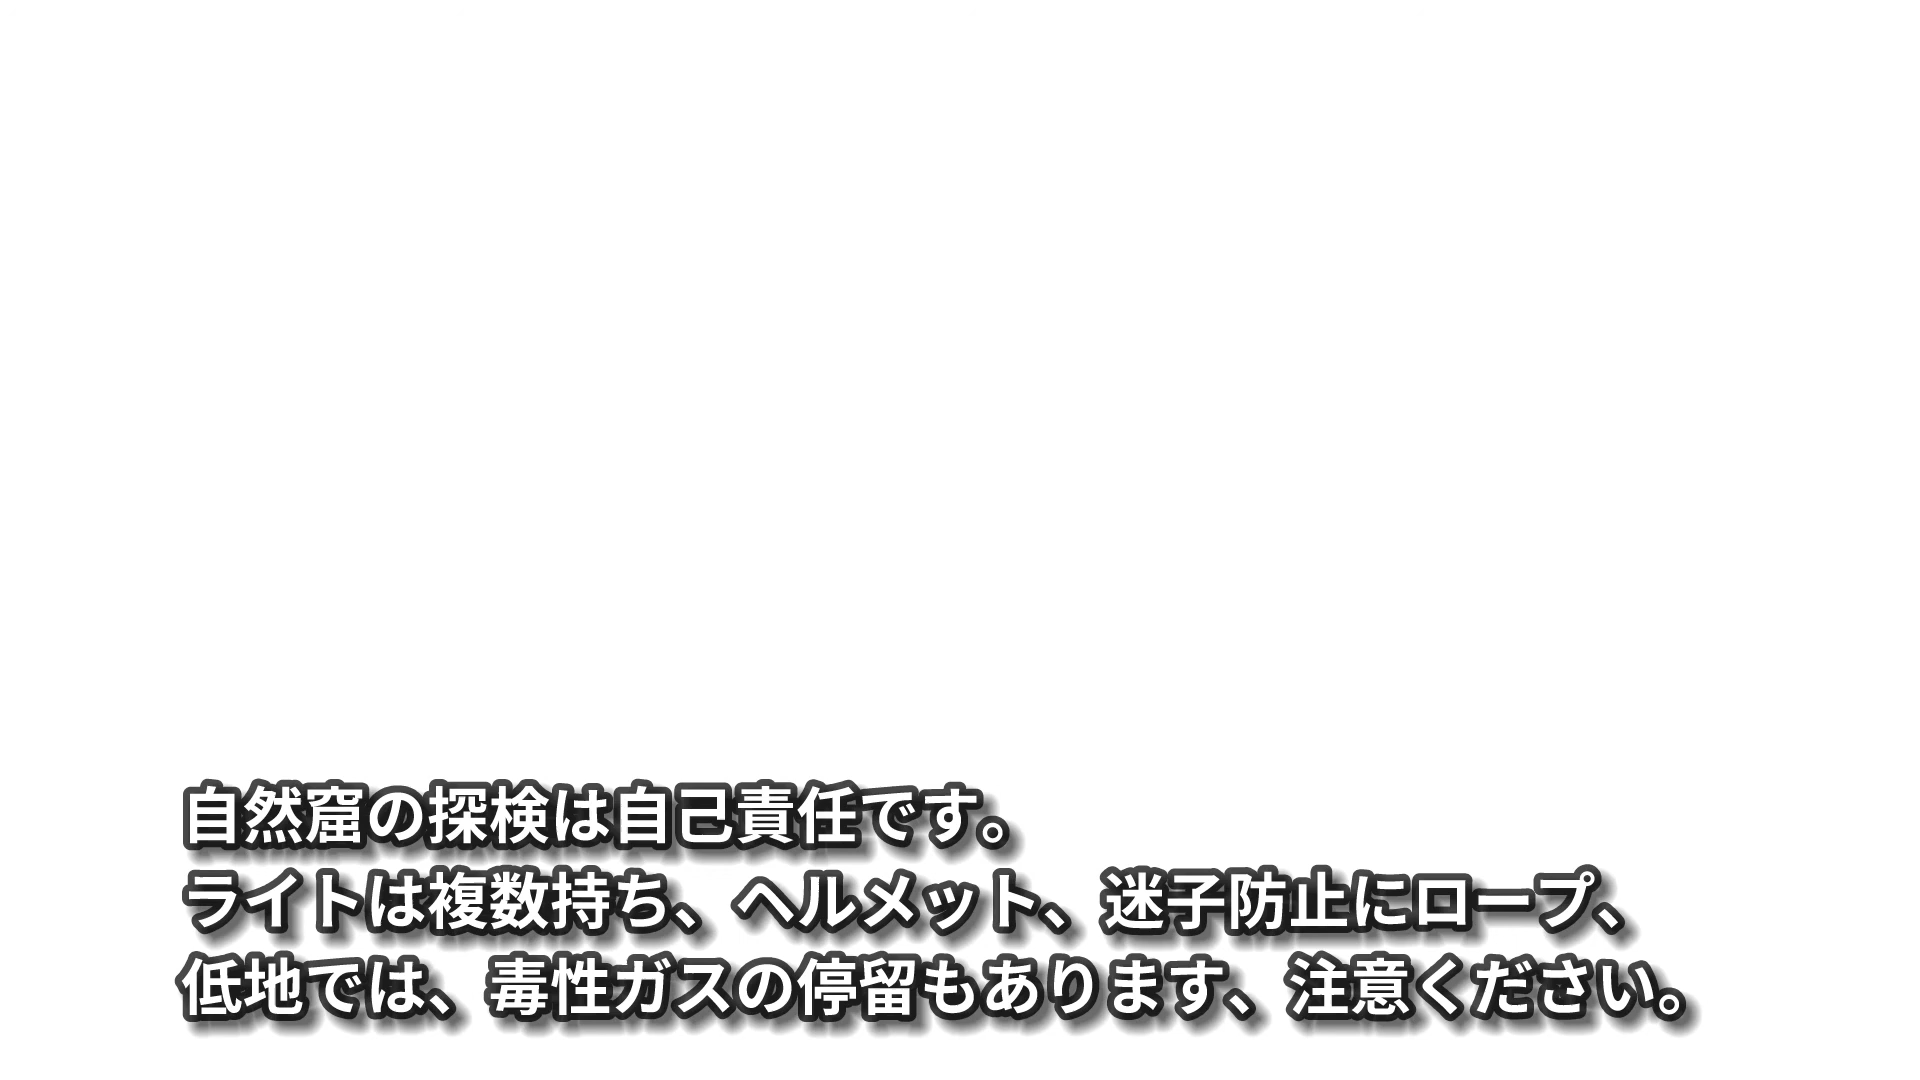 自然窟の探検は自己責任です。
ライトは複数持ち、ヘルメット、迷子防止にロープ、
低地では、毒性ガスの停留もあります、注意ください。